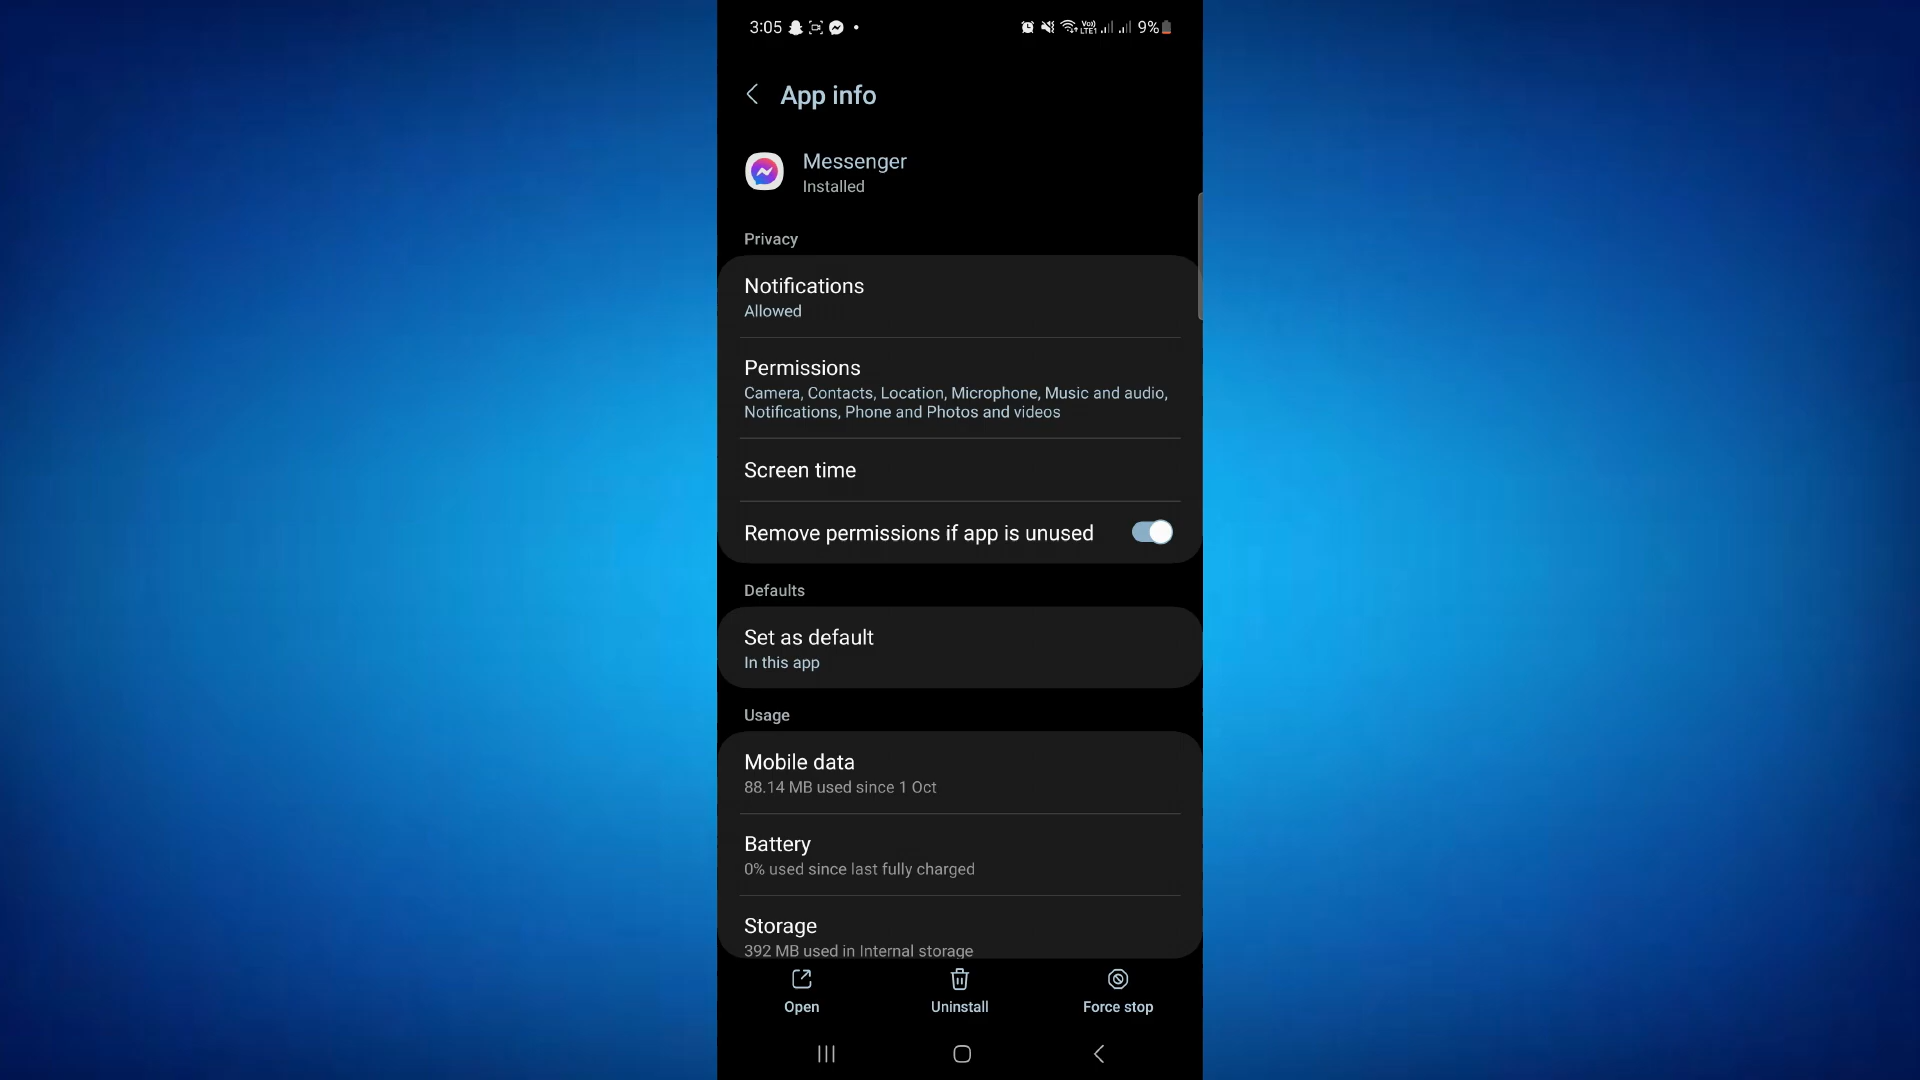 3:05
Vo) LTE1 9%
App info
Messenger
Installed
Privacy
Notifications
Allowed
Permissions
Camera, Contacts, Location, Microphone, Music and audio,
Notifications, Phone and Photos and videos
Screen time
Remove permissions if app is unused
Defaults
Set as default
In this app
Usage
Mobile data
88.14 MB used since 1 Oct
Battery
0% used since last fully charged
Storage
392 MB used in Internal storage
Open Uninstall Force stop